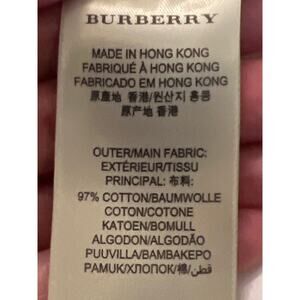 BURBERRY
MADE IN HONG KONG
FABRIQUÉ À HONG KONG
FABRICADO EM HONG KONG
原產地 香港/원산지 홍콩
原产地 香港
OUTER/MAIN FABRIC:
EXTÉRIEUR/TISSU
PRINCIPAL: 布料:
97% COTTON/BAUMWOLLE
COTON/COTONE
KATOEN/BOMULL
ALGODON/ALGODÃO
PUUVILLA/BAMBAKEPO
PAMUK/ХЛОПОК/棉/قطن